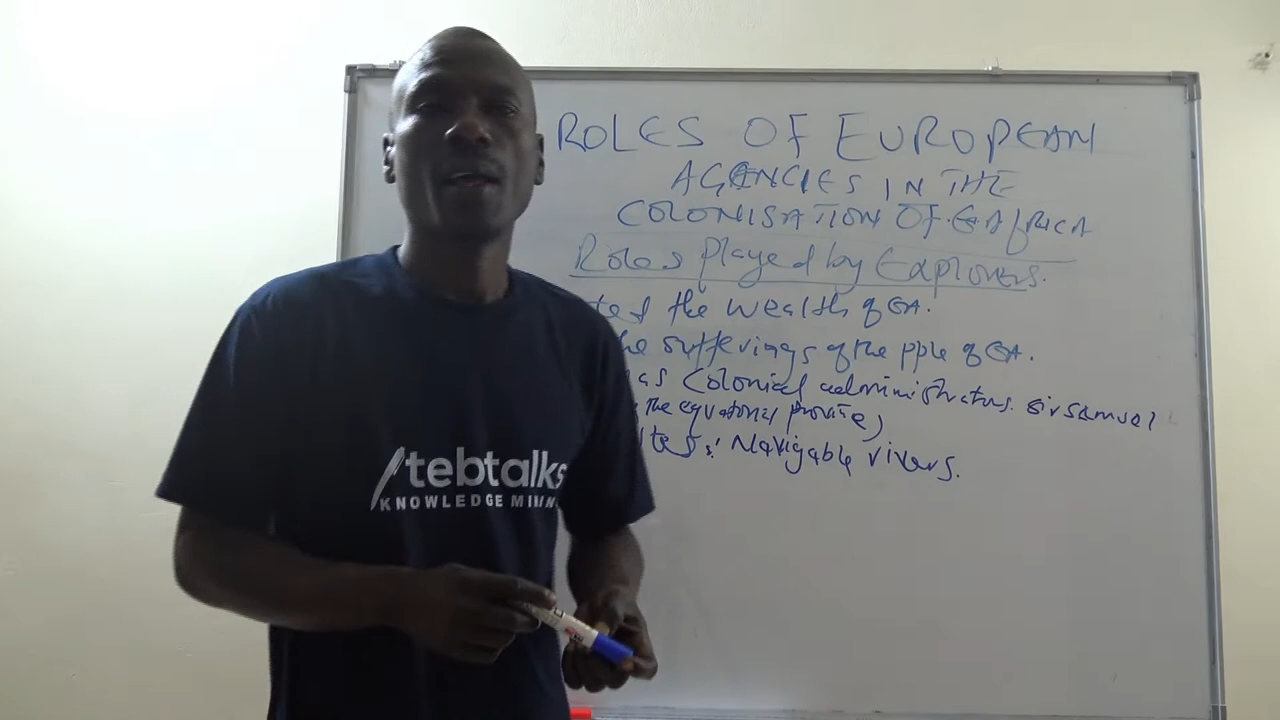 ROLES OF EUROPEAN
AGENCIES IN THE
COLONISATION OF E. Africa
Roles played by Explorers.
the wealth of EA.
the sufferings of the pple of EA.
as colonial administrators. Sir Samuel
the equatorial province)
Navigable rivers.
tebtalks
KNOWLEDGE